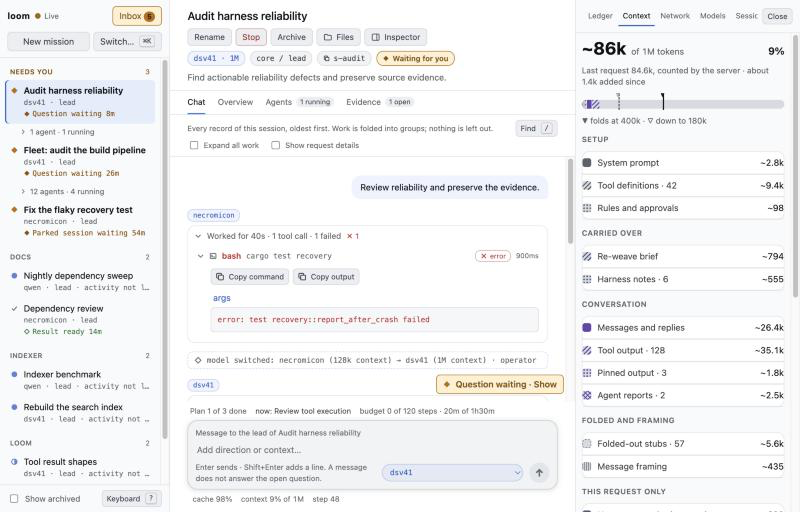 loom Live
Inbox 5
New mission
Switch... ⌘K
NEEDS YOU 3
Audit harness reliability
dsv41 · lead
Question waiting 8m
1 agent · 1 running
Fleet: audit the build pipeline
dsv41 · lead
Question waiting 26m
12 agents · 4 running
Fix the flaky recovery test
necromicon · lead
Parked session waiting 54m
DOCS 2
Nightly dependency sweep
qwen · lead · activity not l…
Dependency review
necromicon · lead
Result ready 14m
INDEXER 2
Indexer benchmark
qwen · lead · activity not l…
Rebuild the search index
dsv41 · lead · activity not …
LOOM 2
Tool result shapes
dsv41 · lead · activity not …
Show archived
Keyboard ?
Audit harness reliability
Rename
Stop
Archive
Files
Inspector
dsv41 · 1M
core / lead
s-audit
Waiting for you
Find actionable reliability defects and preserve source evidence.
Chat
Overview
Agents 1 running
Evidence 1 open
Every record of this session, oldest first. Work is folded into groups; nothing is left out.
Find /
Expand all work
Show request details
Review reliability and preserve the evidence.
necromicon
Worked for 40s · 1 tool call · 1 failed ✕ 1
bash cargo test recovery
✕ error 900ms
Copy command
Copy output
args
error: test recovery::report_after_crash failed
model switched: necromicon (128k context) → dsv41 (1M context) · operator
dsv41
Question waiting · Show
Plan 1 of 3 done now: Review tool execution budget 0 of 120 steps · 20m of 1h30m
Message to the lead of Audit harness reliability
Add direction or context...
Enter sends · Shift+Enter adds a line. A message
does not answer the open question.
dsv41
cache 98% context 9% of 1M step 48
Ledger
Context
Network
Models
Sessic
Close
~86k of 1M tokens 9%
Last request 84.6k, counted by the server · about
1.4k added since
▼ folds at 400k · ▽ down to 180k
SETUP
System prompt ~2.8k
Tool definitions · 42 ~9.4k
Rules and approvals ~98
CARRIED OVER
Re-weave brief ~794
Harness notes · 6 ~555
CONVERSATION
Messages and replies ~26.4k
Tool output · 128 ~35.1k
Pinned output · 3 ~1.8k
Agent reports · 2 ~2.5k
FOLDED AND FRAMING
Folded-out stubs · 57 ~5.6k
Message framing ~435
THIS REQUEST ONLY